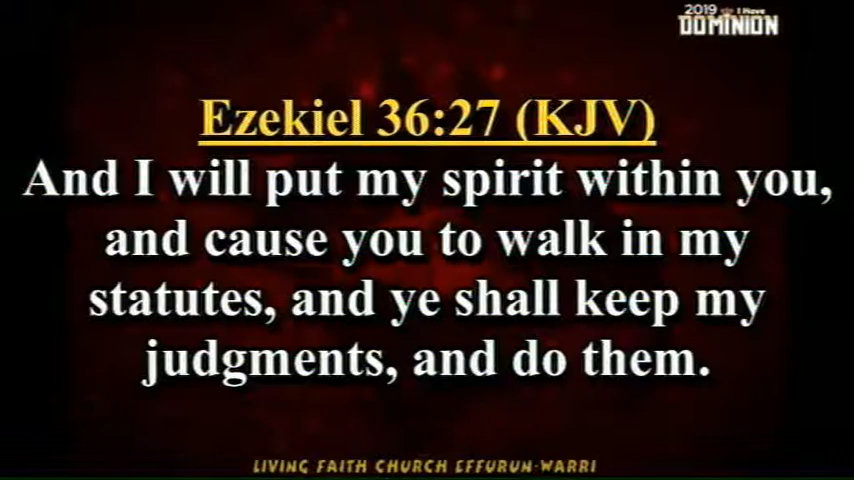 2019 I Have
DOMINION
Ezekiel 36:27 (KJV)
And I will put my spirit within you,
and cause you to walk in my
statutes, and ye shall keep my
judgments, and do them.
LIVING FAITH CHURCH EFFURUN-WARRI